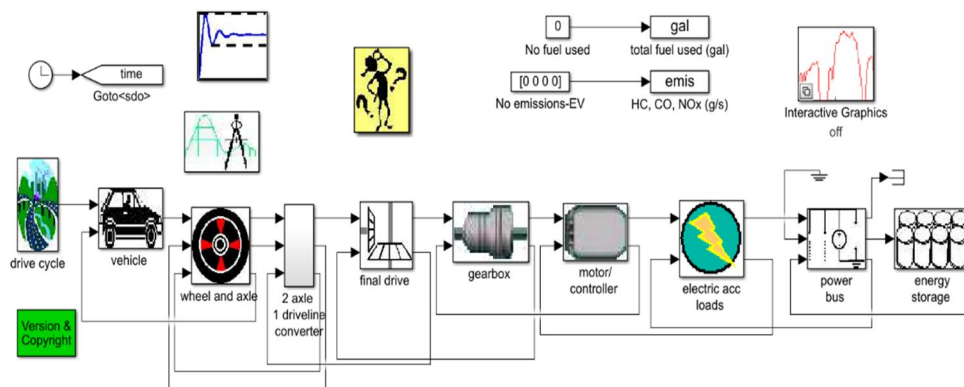 0
No fuel used
gal
total fuel used (gal)
time
Goto<sdo>
[0 0 0 0]
No emissions-EV
emis
HC, CO, NOx (g/s)
Interactive Graphics
off
drive cycle
vehicle
wheel and axle
2 axle
1 driveline
converter
final drive
gearbox
motor/
controller
electric acc
loads
power
bus
energy
storage
Version &
Copyright